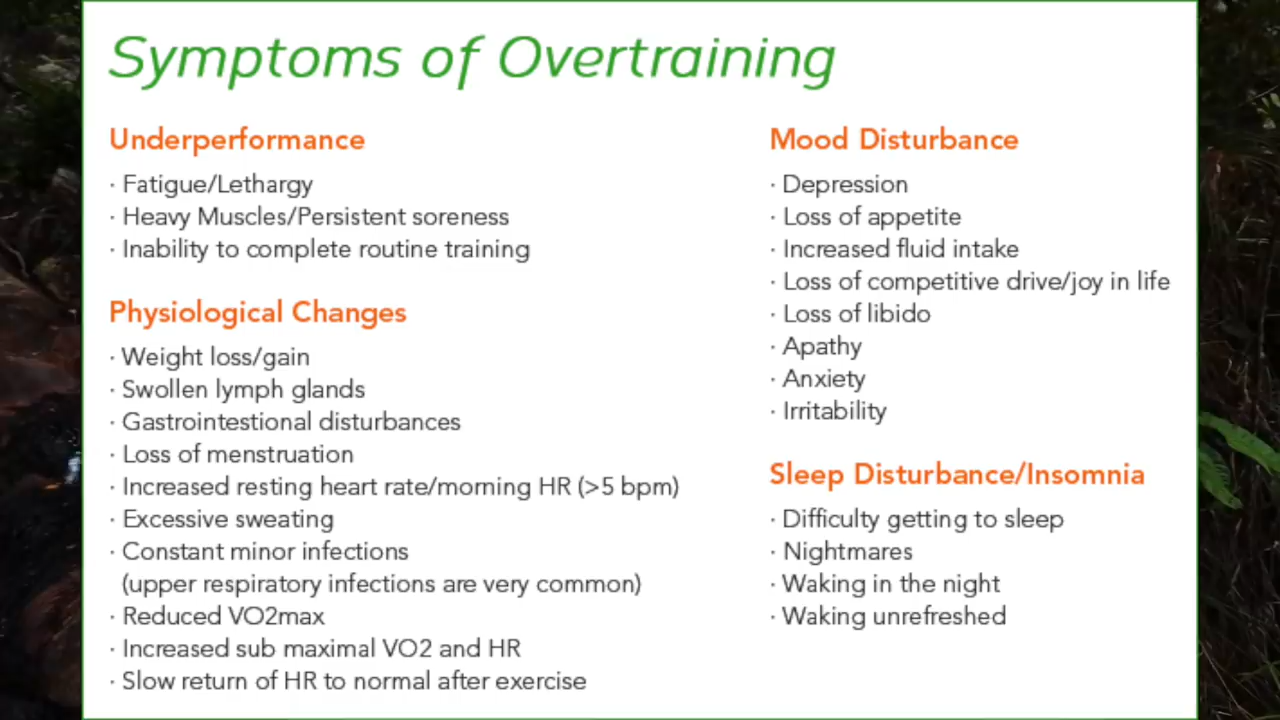 Symptoms of Overtraining
Underperformance
· Fatigue/Lethargy
· Heavy Muscles/Persistent soreness
· Inability to complete routine training
Physiological Changes
· Weight loss/gain
· Swollen lymph glands
· Gastrointestional disturbances
· Loss of menstruation
· Increased resting heart rate/morning HR (>5 bpm)
· Excessive sweating
· Constant minor infections
(upper respiratory infections are very common)
· Reduced VO2max
· Increased sub maximal VO2 and HR
· Slow return of HR to normal after exercise
Mood Disturbance
· Depression
· Loss of appetite
· Increased fluid intake
· Loss of competitive drive/joy in life
· Loss of libido
· Apathy
· Anxiety
· Irritability
Sleep Disturbance/Insomnia
· Difficulty getting to sleep
· Nightmares
· Waking in the night
· Waking unrefreshed